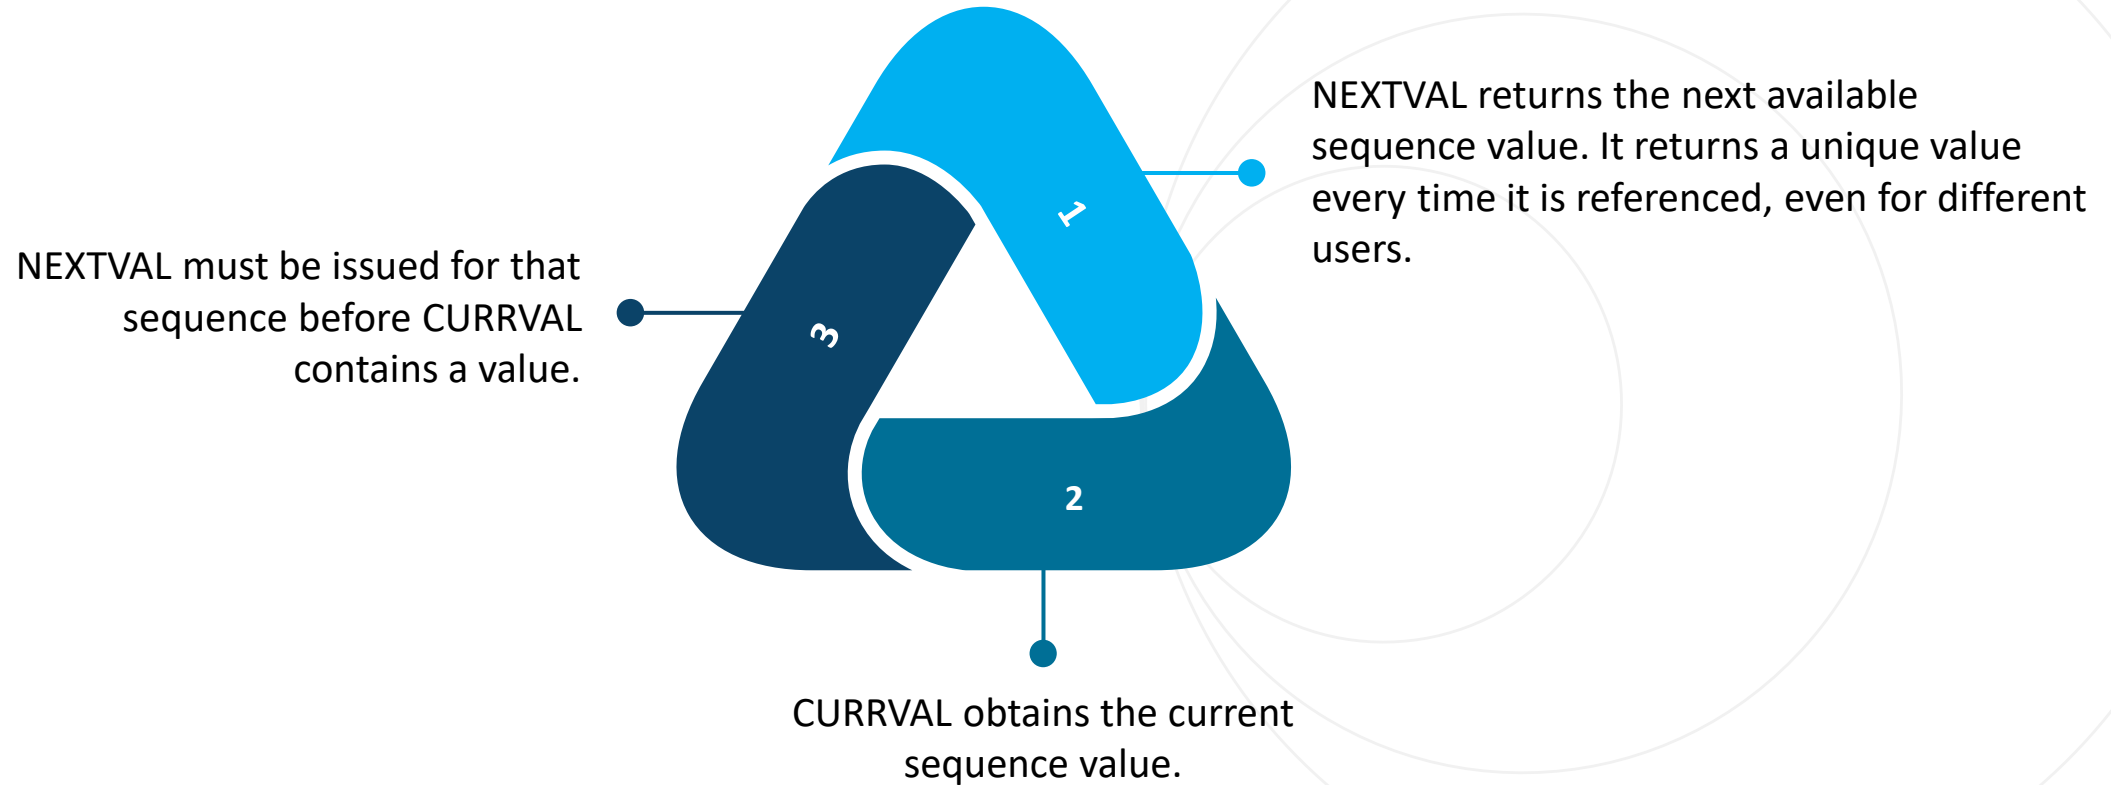 NEXTVAL returns the next available
sequence value. It returns a unique value
every time it is referenced, even for different
users.
1
NEXTVAL must be issued for that
sequence before CURRVAL
contains a value.
3
2
CURRVAL obtains the current
sequence value.